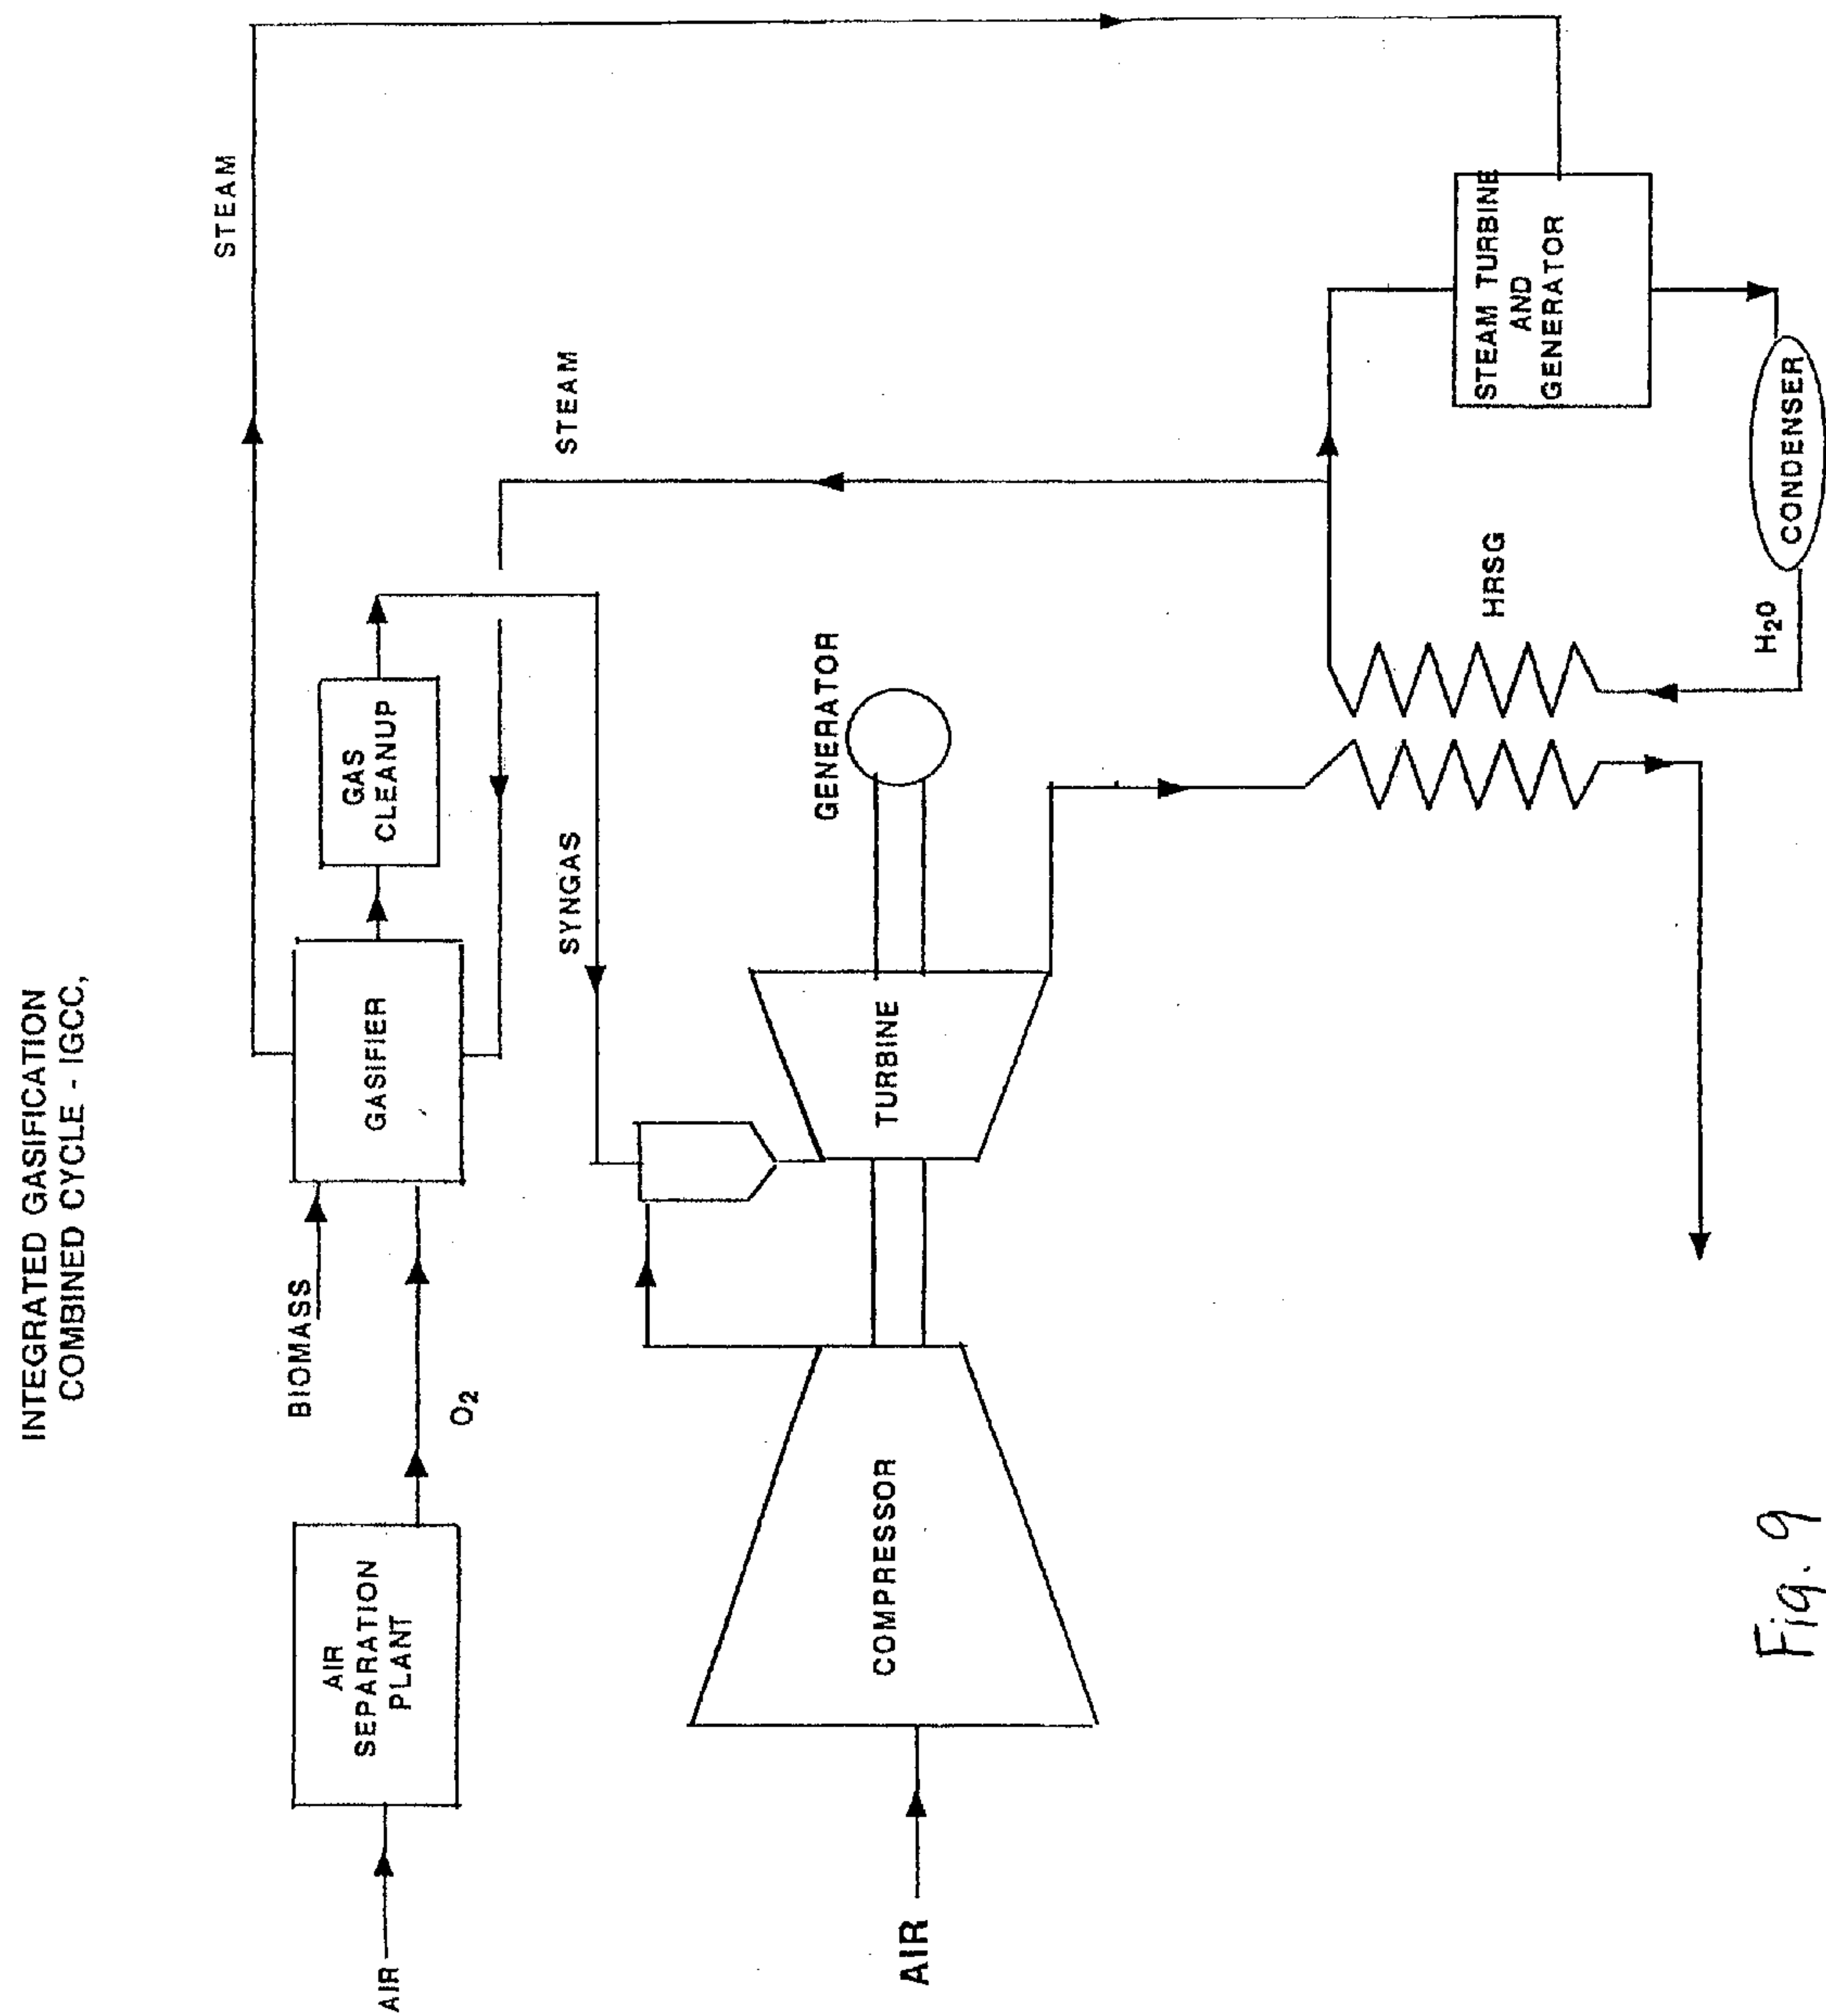 INTEGRATED GASIFICATION
COMBINED CYCLE - IGCC,
STEAM
AIR
AIR
SEPARATION
PLANT
BIOMASS
O₂
GASIFIER
GAS
CLEANUP
STEAM
SYNGAS
AIR
COMPRESSOR
TURBINE
GENERATOR
HRSG
STEAM TURBINE
AND
GENERATOR
H₂O
CONDENSER
Fig. 9